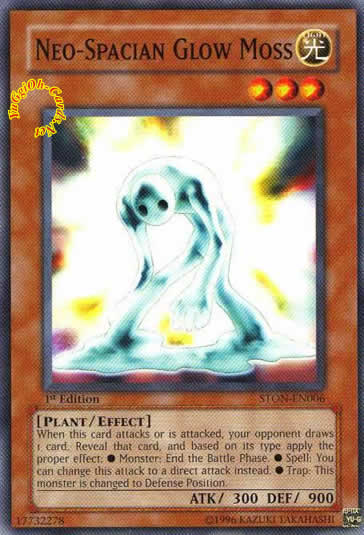 NEO-SPACIAN GLOW MOSS
LIGHT
光
YuGiOh-Cards.Net
1st Edition
STON-EN006
[PLANT/EFFECT]
When this card attacks or is attacked, your opponent draws
1 card. Reveal that card, and based on its type apply the
proper effect: ● Monster: End the Battle Phase. ● Spell: You
can change this attack to a direct attack instead. ● Trap: This
monster is changed to Defense Position.
ATK/ 300 DEF/ 900
17732278
©1996 KAZUKI TAKAHASHI